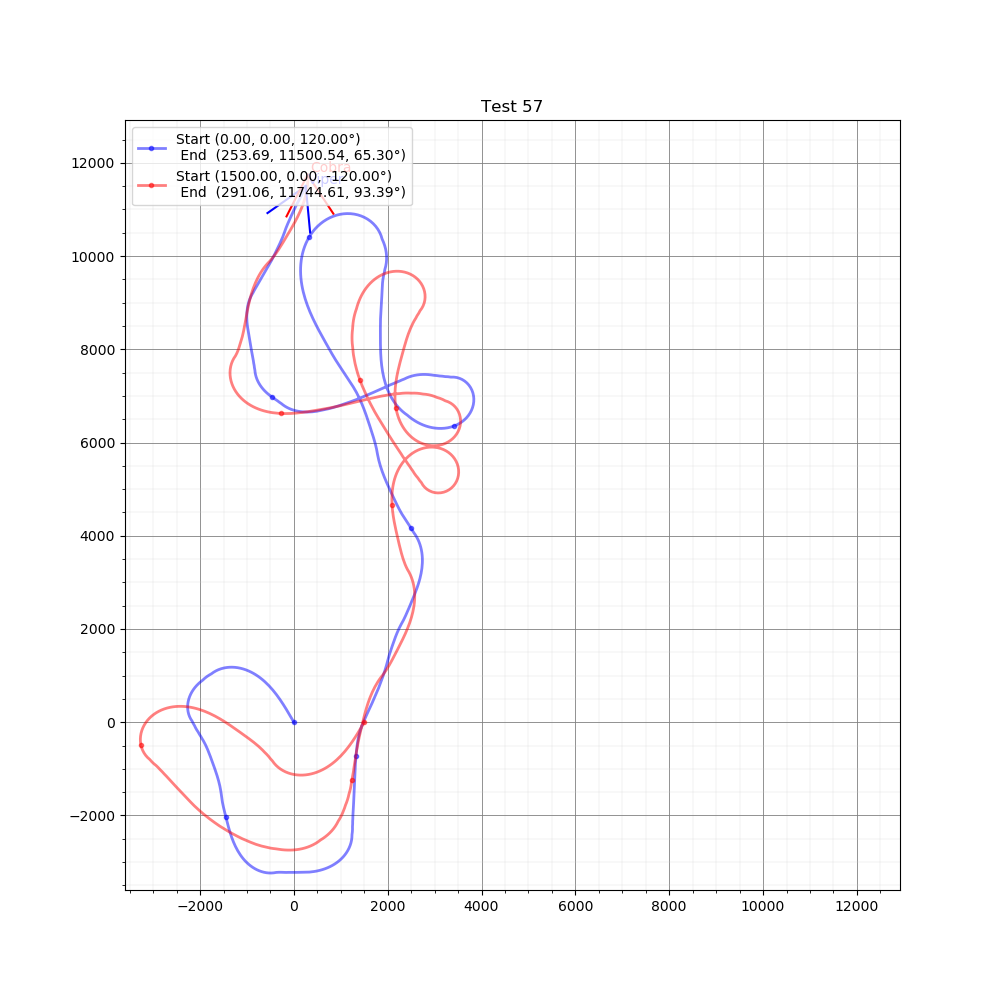 Test 57
Start (0.00, 0.00, 120.00°)
End (253.69, 11500.54, 65.30°)
Start (1500.00, 0.00, -120.00°)
End (291.06, 11744.61, 93.39°)
Cobra
12000
10000
8000
6000
4000
2000
0
−2000
−2000 0 2000 4000 6000 8000 10000 12000